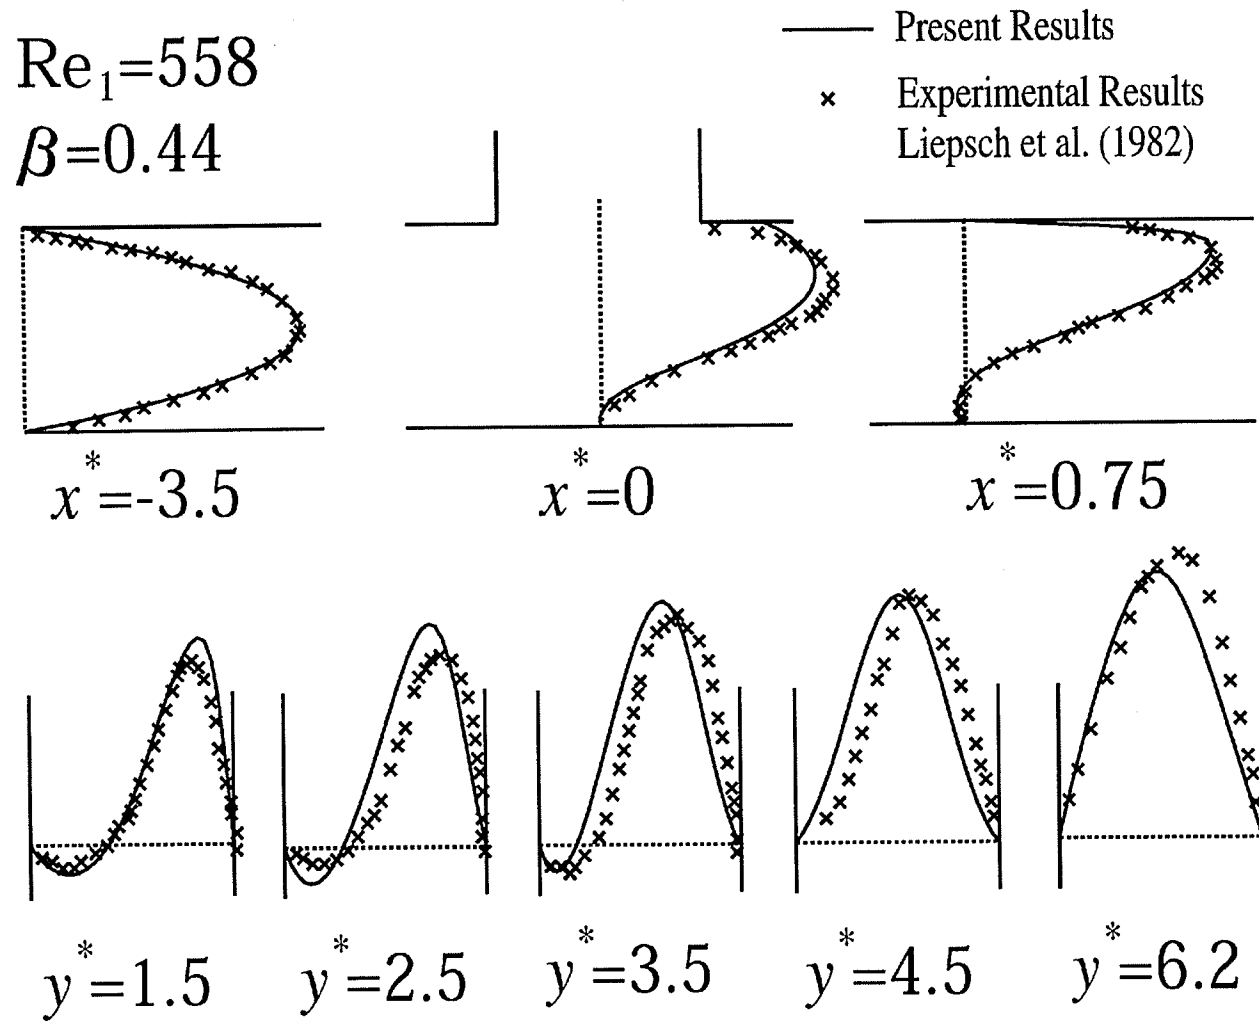 Re₁=558
β=0.44
Present Results
× Experimental Results
Liepsch et al. (1982)
x*=-3.5
x*=0
x*=0.75
y*=1.5
y*=2.5
y*=3.5
y*=4.5
y*=6.2